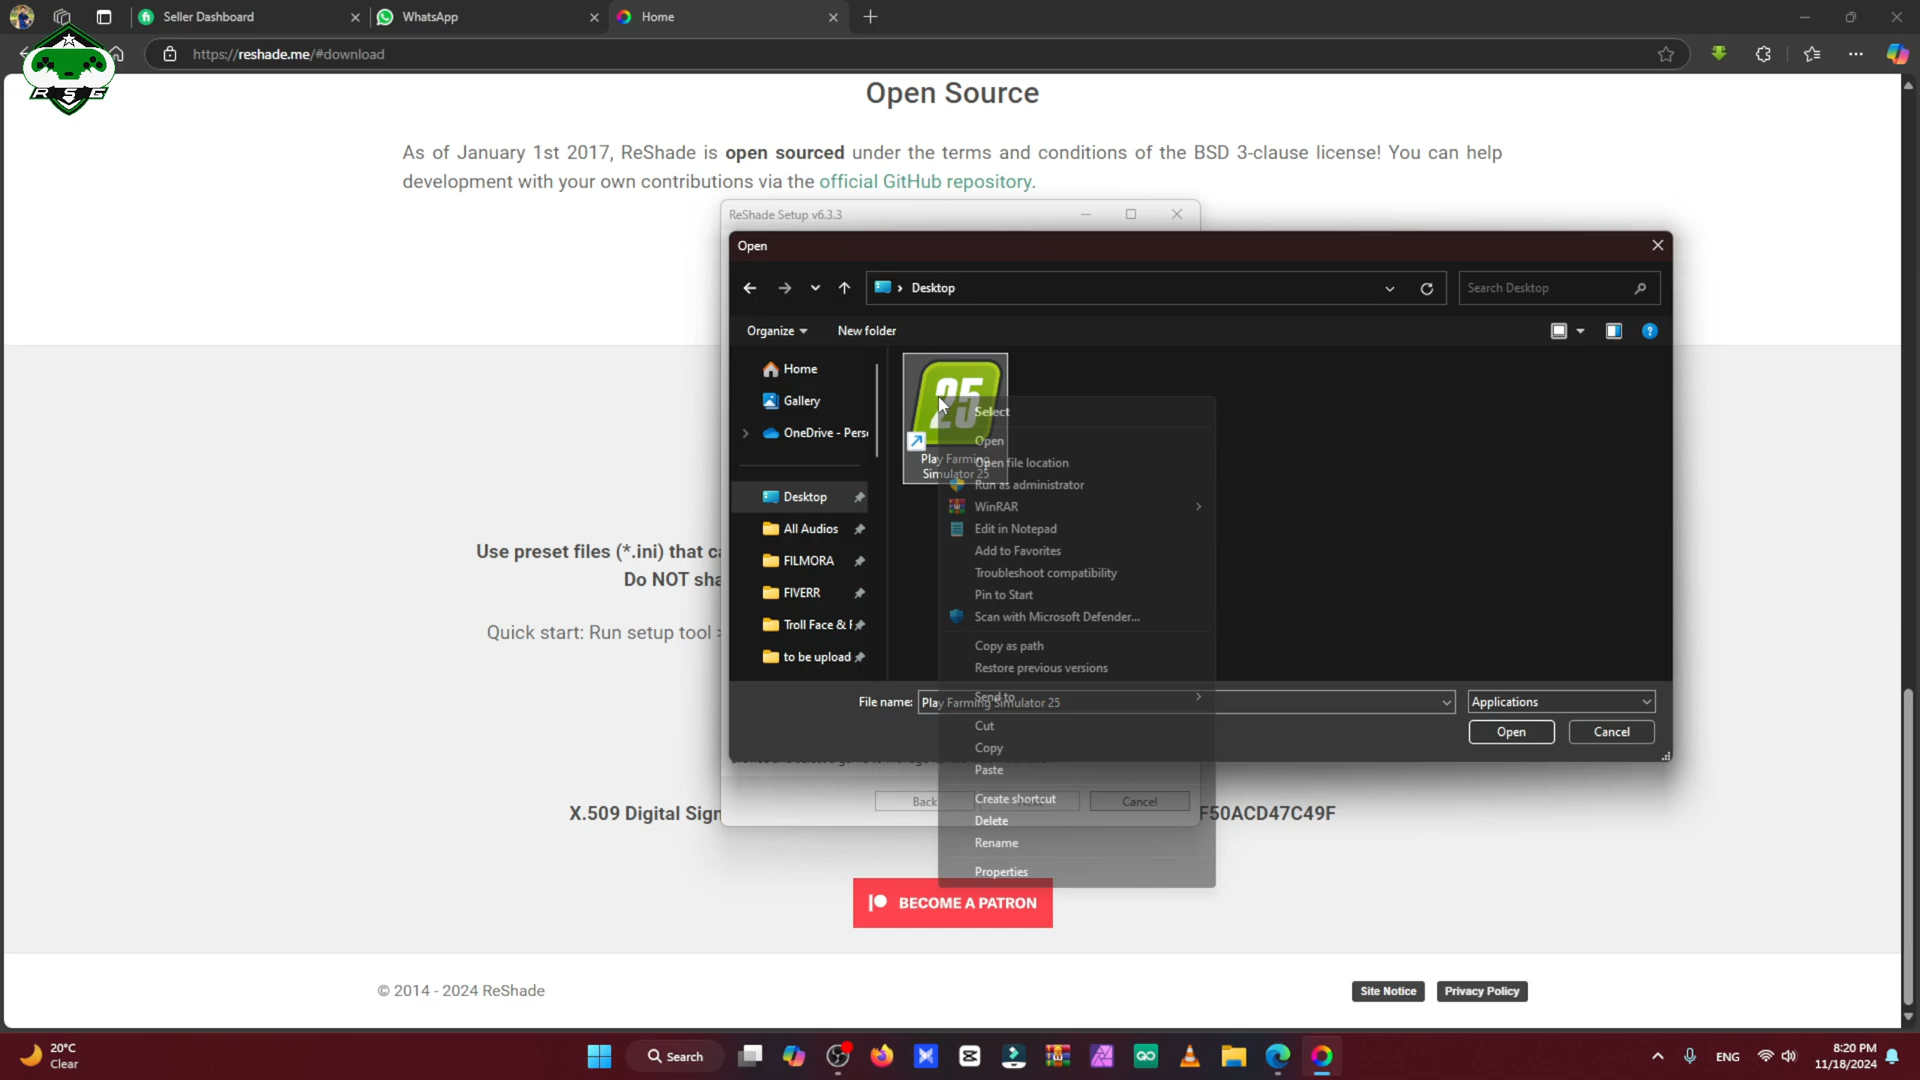 Seller Dashboard
WhatsApp
Home
https://reshade.me/#download
RSG
Open Source
As of January 1st 2017, ReShade is open sourced under the terms and conditions of the BSD 3-clause license! You can help
development with your own contributions via the official GitHub repository.
ReShade Setup v6.3.3
Open
Desktop
Search Desktop
Organize
New folder
Home
Gallery
OneDrive - Pers
Desktop
All Audios
FILMORA
FIVERR
Troll Face & F
to be upload
25
Play Farming
Simulator 25
Select
Open
Open file location
Run as administrator
WinRAR
Edit in Notepad
Add to Favorites
Troubleshoot compatibility
Pin to Start
Scan with Microsoft Defender...
Copy as path
Restore previous versions
Send to
Cut
Copy
Paste
Create shortcut
Delete
Rename
Properties
File name:
Play Farming Simulator 25
Applications
Open
Cancel
Back
Cancel
Use preset files (*.ini) that ca
Do NOT sha
Quick start: Run setup tool >
X.509 Digital Sign
F50ACD47C49F
BECOME A PATRON
© 2014 - 2024 ReShade
Site Notice
Privacy Policy
20°C
Clear
Search
ENG
8:20 PM
11/18/2024